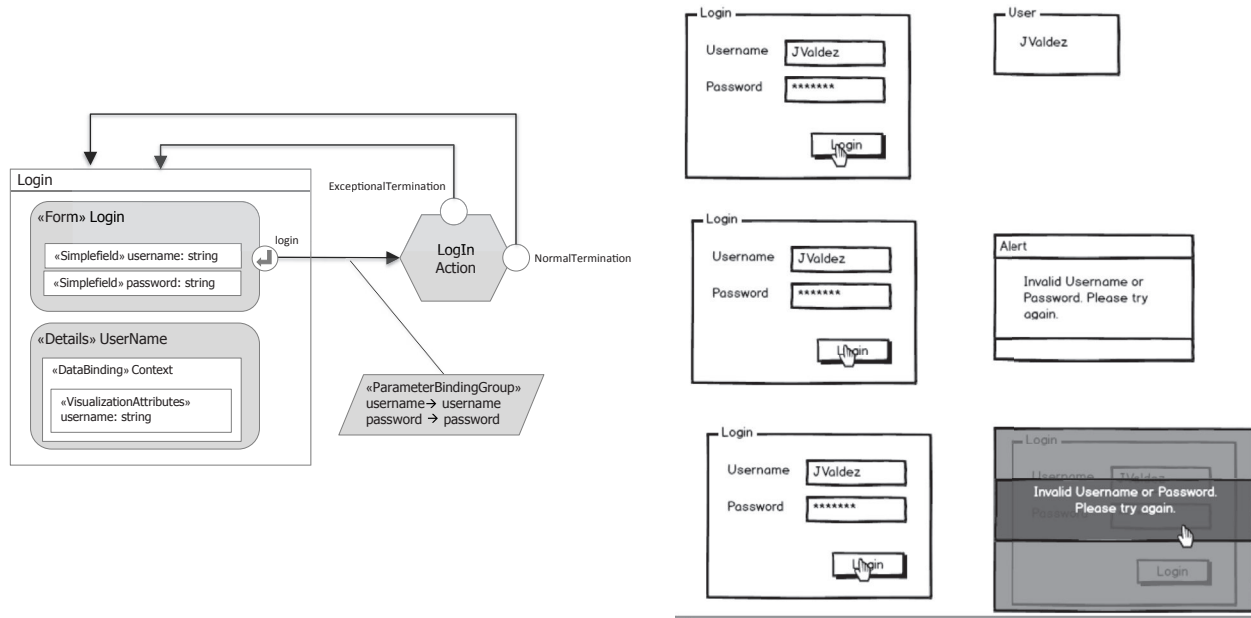 ExceptionalTermination
Login
«Form» Login
«Simplefield» username: string
«Simplefield» password: string
login
LogIn
Action
NormalTermination
«Details» UserName
«DataBinding» Context
«VisualizationAttributes»
username: string
«ParameterBindingGroup»
username→ username
password → password
Login
Username JValdez
Password *******
Login
User
JValdez
Login
Username JValdez
Password *******
Login
Alert
Invalid Username or
Password. Please try
again.
Login
Username JValdez
Password *******
Login
Login
Username JValdez
Invalid Username or Password.
Please try again.
Password
Login